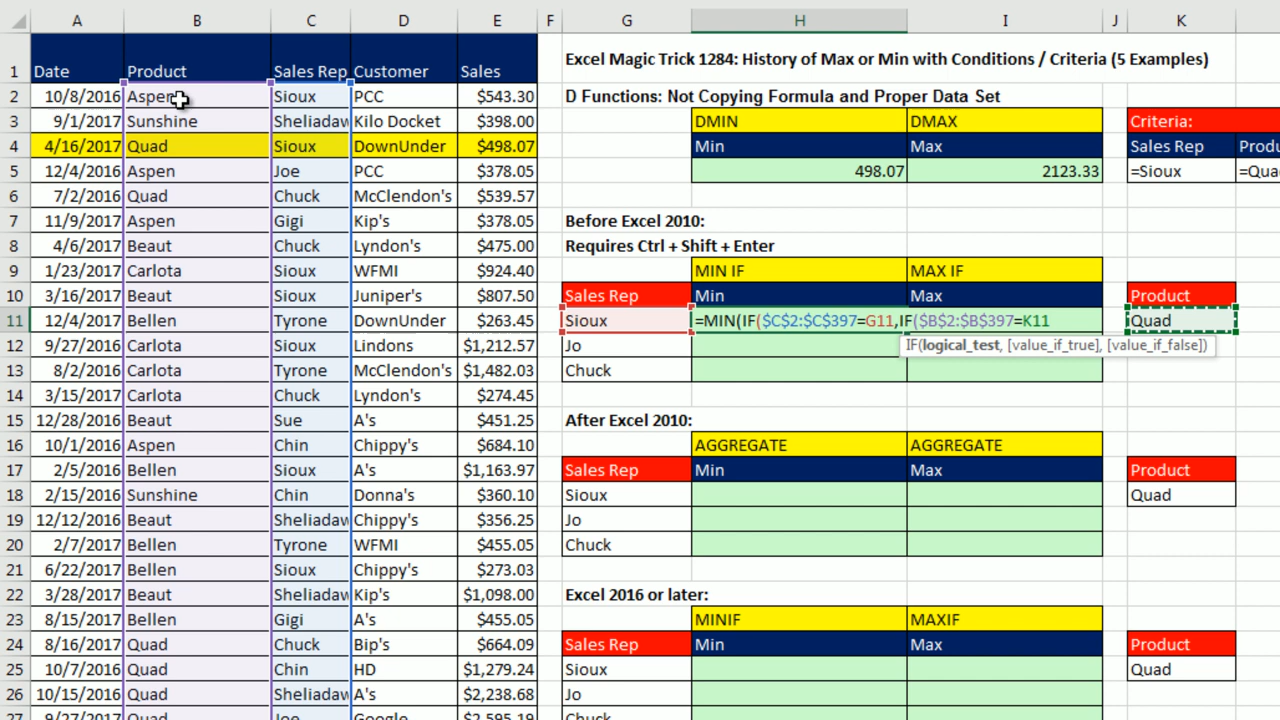 A B C D E F G H I J K
1 Date Product Sales Rep Customer Sales Excel Magic Trick 1284: History of Max or Min with Conditions / Criteria (5 Examples)
2 10/8/2016 Aspen Sioux PCC $543.30 D Functions: Not Copying Formula and Proper Data Set
3 9/1/2017 Sunshine Sheliadaw Kilo Docket $398.00 DMIN DMAX Criteria:
4 4/16/2017 Quad Sioux DownUnder $498.07 Min Max Sales Rep Produ
5 12/4/2017 Aspen Joe PCC $378.05 498.07 2123.33 =Sioux =Qua
6 7/2/2016 Quad Chuck McClendon's $539.57
7 11/9/2017 Aspen Gigi Kip's $378.05 Before Excel 2010:
8 4/6/2017 Beaut Chuck Lyndon's $475.00 Requires Ctrl + Shift + Enter
9 1/23/2017 Carlota Sioux WFMI $924.40 MIN IF MAX IF
10 3/16/2017 Beaut Sioux Juniper's $807.50 Sales Rep Min Max Product
11 12/4/2017 Bellen Tyrone DownUnder $263.45 Sioux =MIN(IF($C$2:$C$397=G11,IF($B$2:$B$397=K11 Quad
12 9/27/2017 Carlota Sioux Lindons $1,212.57 Jo IF(logical_test, [value_if_true], [value_if_false])
13 8/2/2016 Carlota Tyrone McClendon's $1,482.03 Chuck
14 3/15/2017 Carlota Chuck Lyndon's $274.45
15 12/28/2016 Beaut Sue A's $451.25 After Excel 2010:
16 10/1/2016 Aspen Chin Chippy's $684.10 AGGREGATE AGGREGATE
17 2/5/2016 Bellen Sioux A's $1,163.97 Sales Rep Min Max Product
18 2/15/2016 Sunshine Chin Donna's $360.10 Sioux Quad
19 12/12/2016 Beaut Sheliadaw Chippy's $356.25 Jo
20 2/7/2017 Bellen Tyrone WFMI $455.05 Chuck
21 6/22/2017 Bellen Sioux Chippy's $273.03
22 3/28/2017 Beaut Sheliadaw Kip's $1,098.00 Excel 2016 or later:
23 8/15/2017 Bellen Gigi A's $455.05 MINIF MAXIF
24 8/16/2017 Quad Chuck Bip's $664.09 Sales Rep Min Max Product
25 10/7/2016 Quad Chin HD $1,279.24 Sioux Quad
26 10/15/2016 Quad Sheliadaw A's $2,238.68 Jo
27 9/27/2017 Quad Joe Google $2,595.19 Chuck